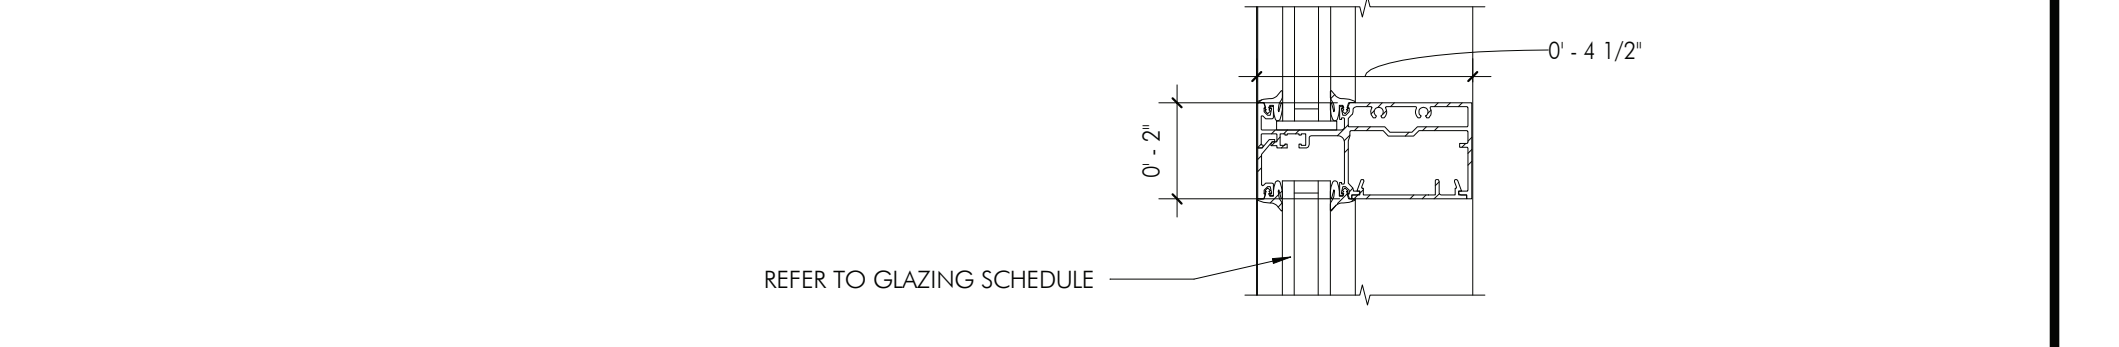 0' - 4 1/2"
0' - 2"
REFER TO GLAZING SCHEDULE